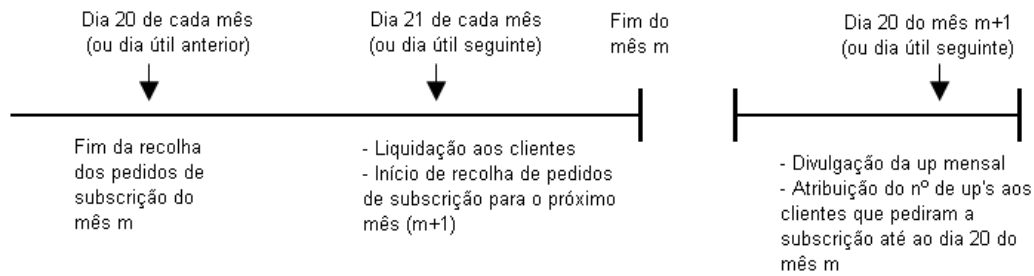 Dia 20 de cada mês
(ou dia útil anterior)
Dia 21 de cada mês
(ou dia útil seguinte)
Fim do
mês m
Dia 20 do mês m+1
(ou dia útil seguinte)
Fim da recolha
dos pedidos de
subscrição do
mês m
- Liquidação aos clientes
- Início de recolha de pedidos
de subscrição para o próximo
mês (m+1)
- Divulgação da up mensal
- Atribuição do nº de up's aos
clientes que pediram a
subscrição até ao dia 20 do
mês m